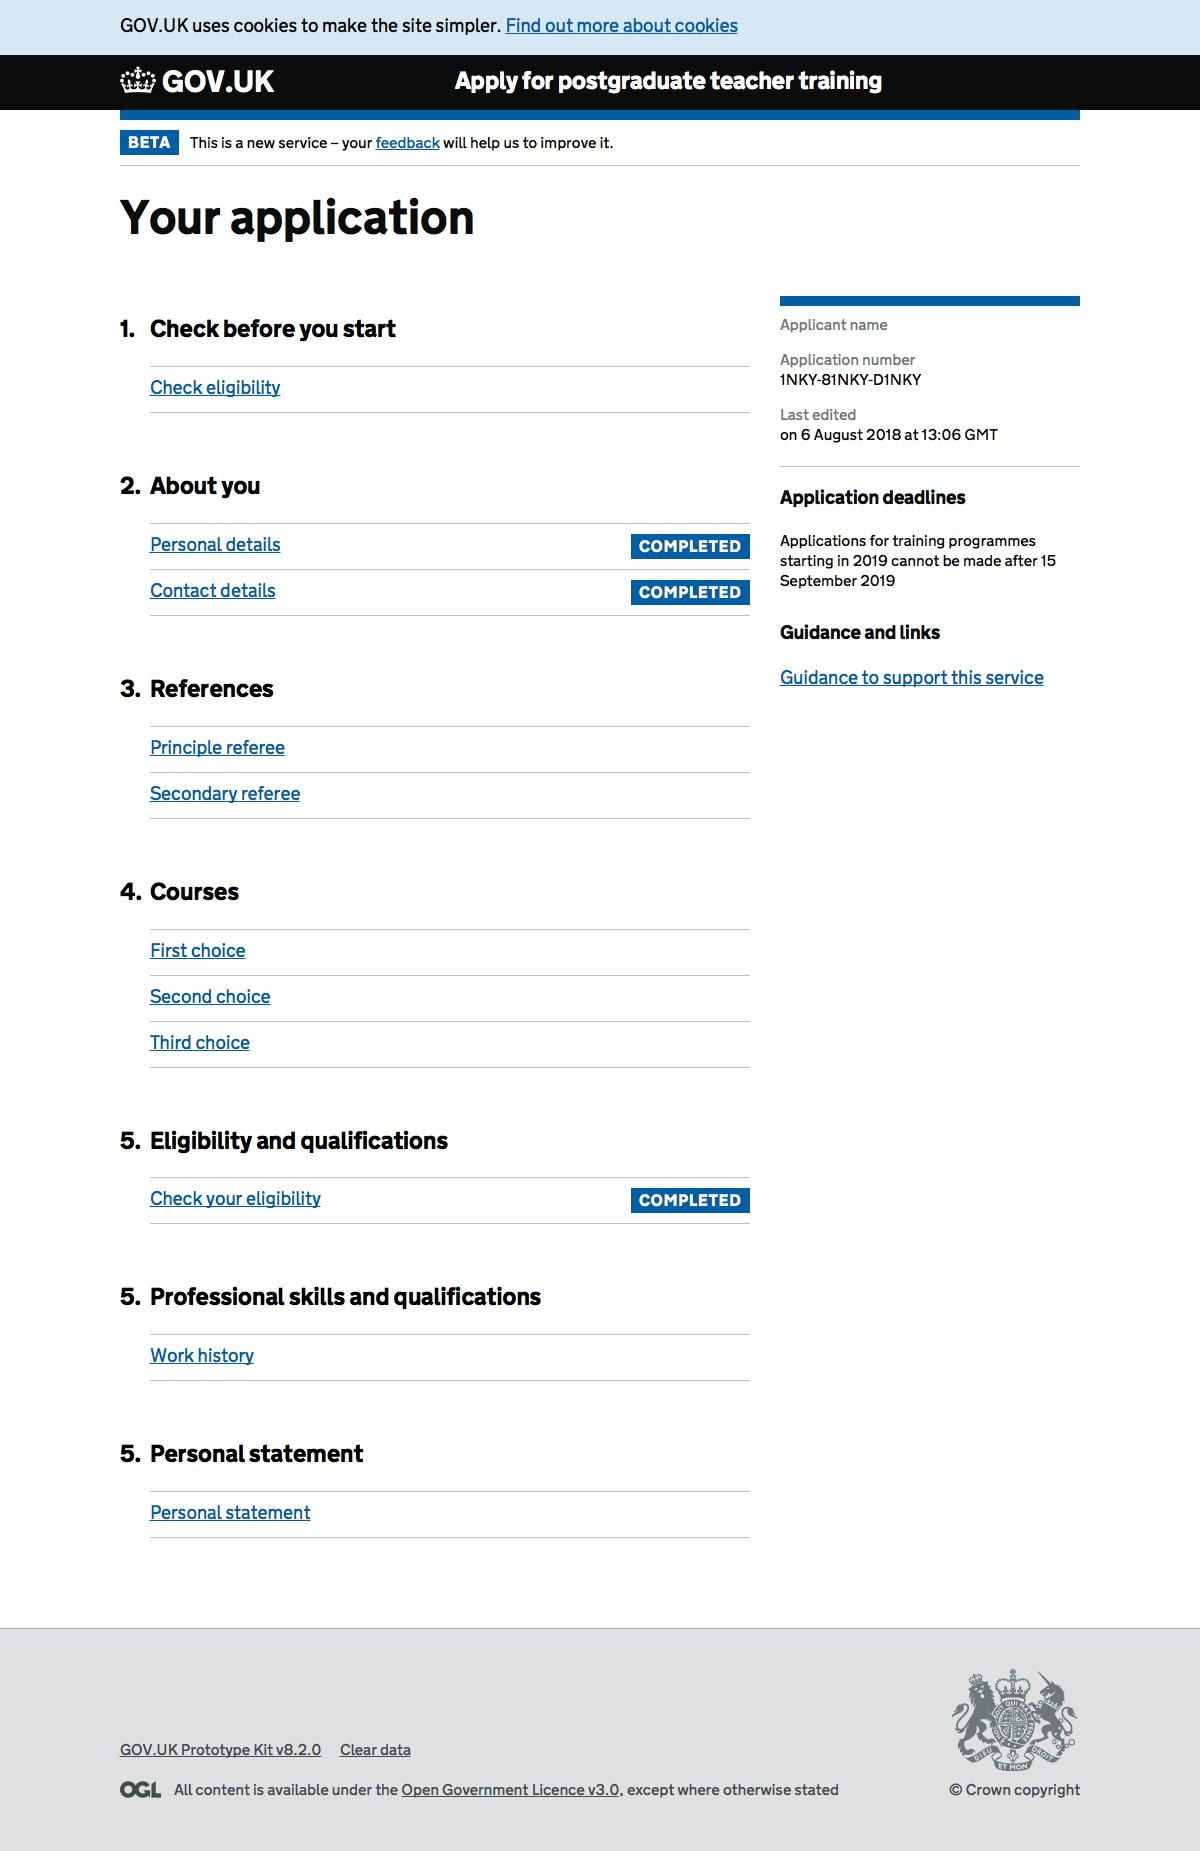 GOV.UK uses cookies to make the site simpler. Find out more about cookies
GOV.UK Apply for postgraduate teacher training
BETA This is a new service – your feedback will help us to improve it.
Your application
1. Check before you start
Check eligibility
2. About you
Personal details COMPLETED
Contact details COMPLETED
3. References
Principle referee
Secondary referee
4. Courses
First choice
Second choice
Third choice
5. Eligibility and qualifications
Check your eligibility COMPLETED
5. Professional skills and qualifications
Work history
5. Personal statement
Personal statement
Applicant name
Application number
1NKY-81NKY-D1NKY
Last edited
on 6 August 2018 at 13:06 GMT
Application deadlines
Applications for training programmes
starting in 2019 cannot be made after 15
September 2019
Guidance and links
Guidance to support this service
GOV.UK Prototype Kit v8.2.0 Clear data
OGL All content is available under the Open Government Licence v3.0, except where otherwise stated
DIEU ET MON DROIT
© Crown copyright